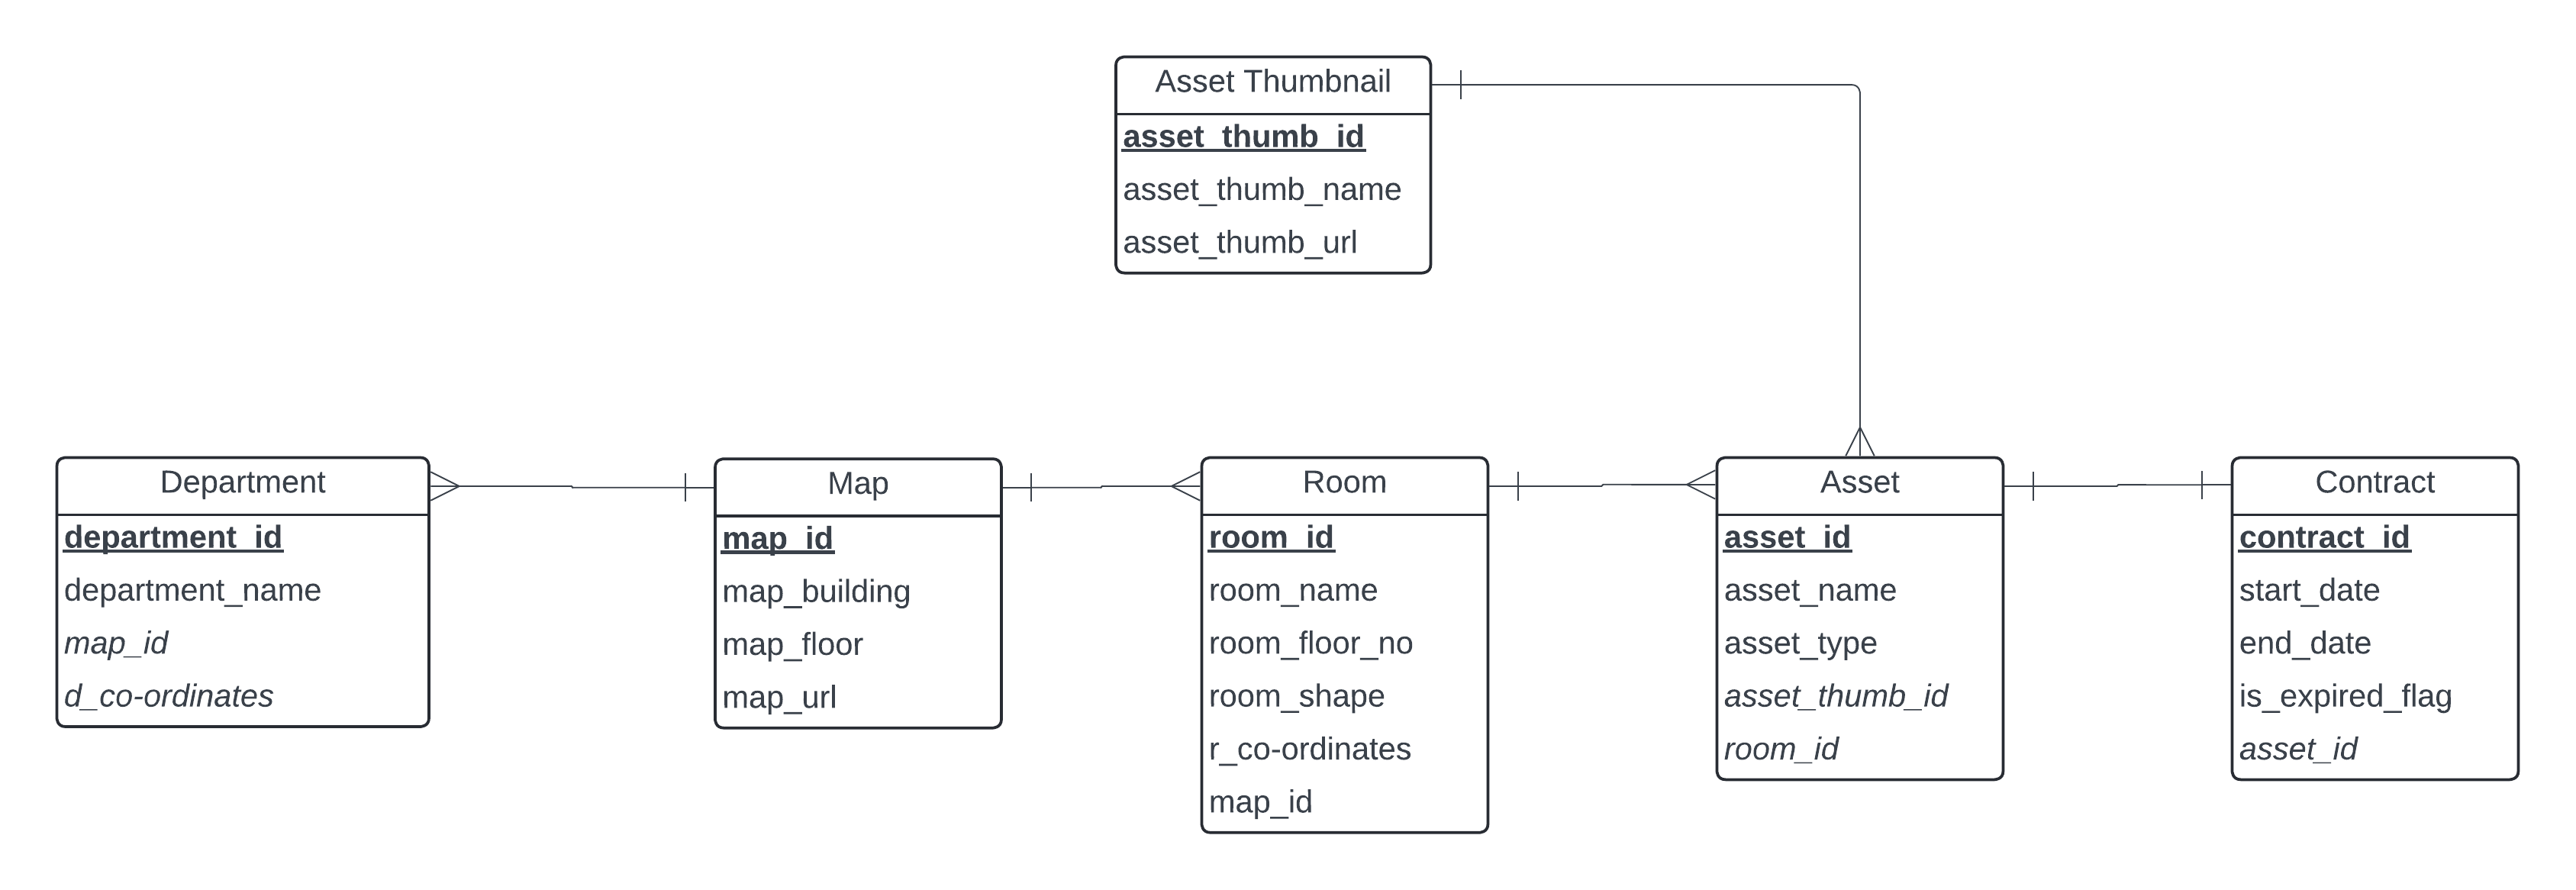 Asset Thumbnail
asset_thumb_id
asset_thumb_name
asset_thumb_url
Department
department_id
department_name
map_id
d_co-ordinates
Map
map_id
map_building
map_floor
map_url
Room
room_id
room_name
room_floor_no
room_shape
r_co-ordinates
map_id
Asset
asset_id
asset_name
asset_type
asset_thumb_id
room_id
Contract
contract_id
start_date
end_date
is_expired_flag
asset_id